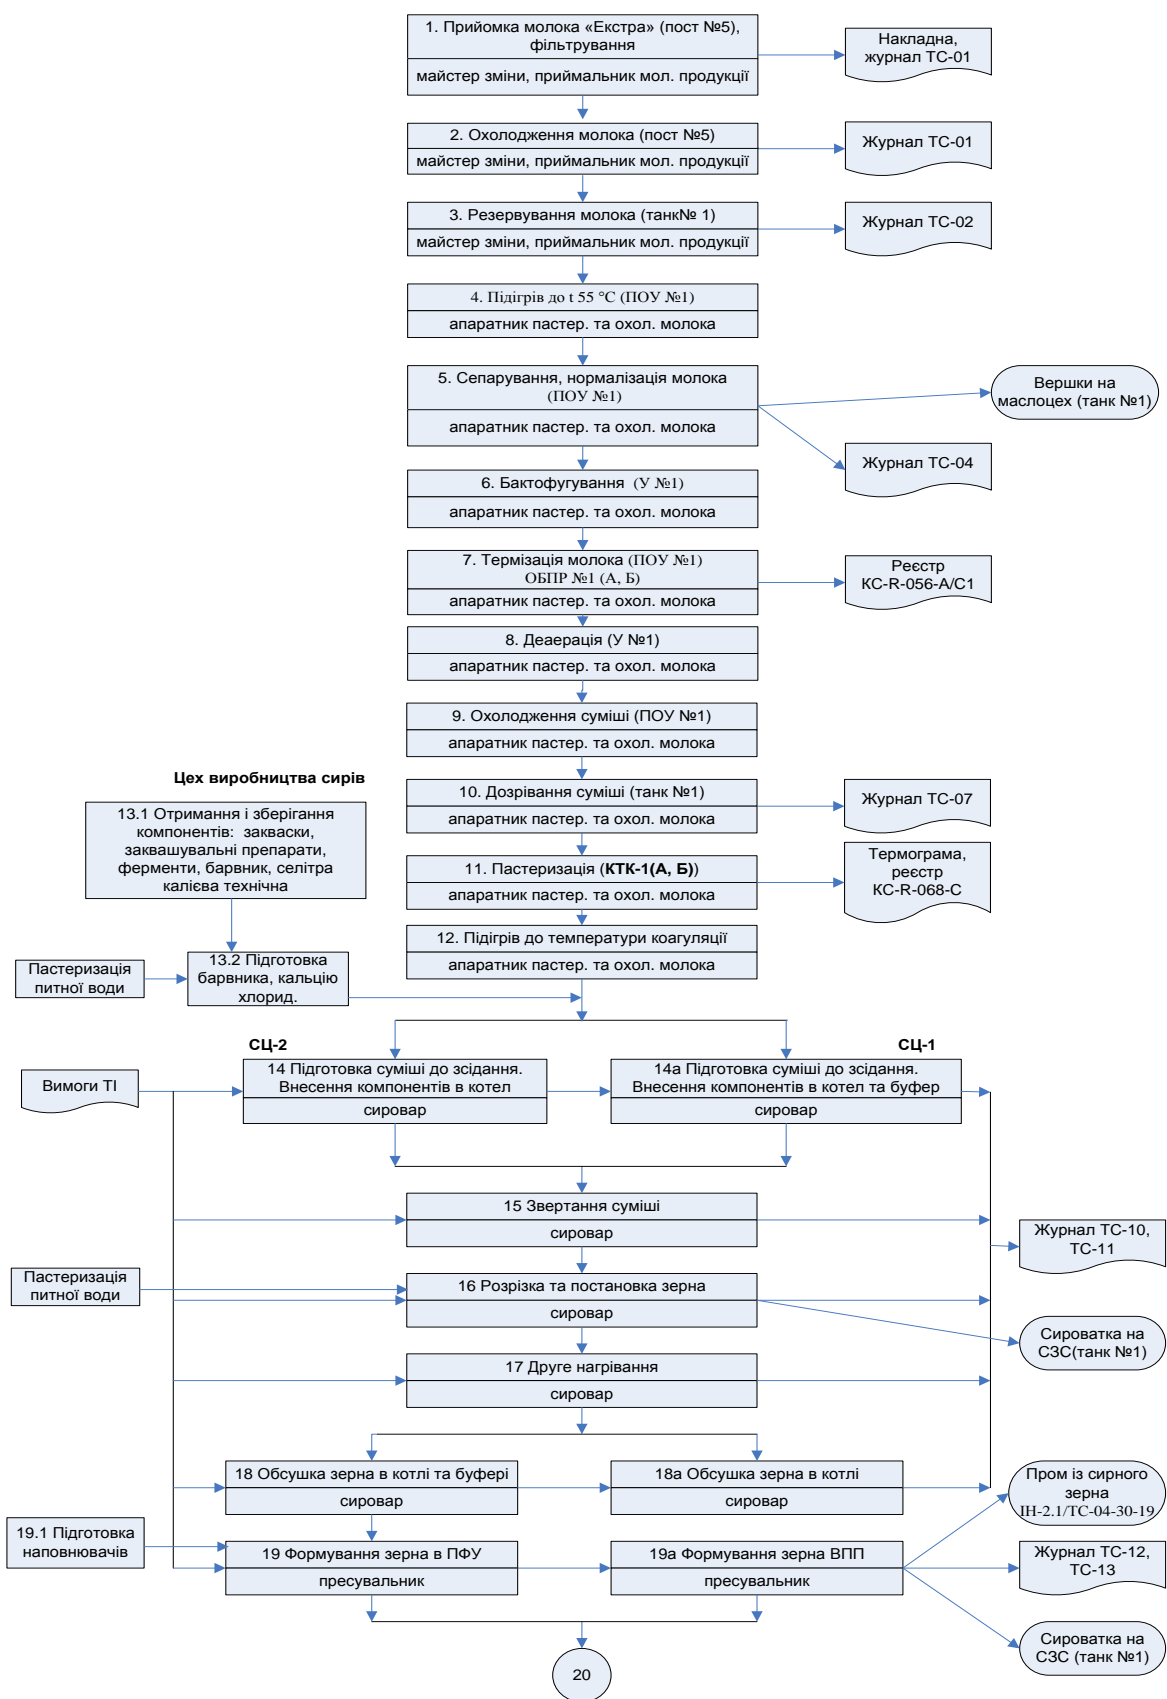 1. Прийомка молока «Екстра» (пост №5),
фільтрування
майстер зміни, приймальник мол. продукції
Накладна,
журнал ТС-01
2. Охолодження молока (пост №5)
майстер зміни, приймальник мол. продукції
Журнал ТС-01
3. Резервування молока (танк№ 1)
майстер зміни, приймальник мол. продукції
Журнал ТС-02
4. Підігрів до t 55 °С (ПОУ №1)
апаратник пастер. та охол. молока
5. Сепарування, нормалізація молока
(ПОУ №1)
апаратник пастер. та охол. молока
Вершки на
маслоцех (танк №1)
Журнал ТС-04
6. Бактофугування (У №1)
апаратник пастер. та охол. молока
7. Термізація молока (ПОУ №1)
ОБПР №1 (А, Б)
апаратник пастер. та охол. молока
Реєстр
КС-R-056-А/С1
8. Деаерація (У №1)
апаратник пастер. та охол. молока
9. Охолодження суміші (ПОУ №1)
апаратник пастер. та охол. молока
Цех виробництва сирів
10. Дозрівання суміші (танк №1)
апаратник пастер. та охол. молока
Журнал ТС-07
13.1 Отримання і зберігання
компонентів: закваски,
заквашувальні препарати,
ферменти, барвник, селітра
калієва технічна
11. Пастеризація (КТК-1(А, Б))
апаратник пастер. та охол. молока
Термограма,
реєстр
КС-R-068-С
12. Підігрів до температури коагуляції
апаратник пастер. та охол. молока
Пастеризація
питної води
13.2 Підготовка
барвника, кальцію
хлорид.
СЦ-2
СЦ-1
Вимоги ТІ
14 Підготовка суміші до зсідання.
Внесення компонентів в котел
сировар
14а Підготовка суміші до зсідання.
Внесення компонентів в котел та буфер
сировар
15 Звертання суміші
сировар
Журнал ТС-10,
ТС-11
Пастеризація
питної води
16 Розрізка та постановка зерна
сировар
Сироватка на
СЗС(танк №1)
17 Друге нагрівання
сировар
18 Обсушка зерна в котлі та буфері
сировар
18а Обсушка зерна в котлі
сировар
Пром із сирного
зерна
ІН-2.1/ТС-04-30-19
19.1 Підготовка
наповнювачів
19 Формування зерна в ПФУ
пресувальник
19а Формування зерна ВПП
пресувальник
Журнал ТС-12,
ТС-13
Сироватка на
СЗС (танк №1)
20